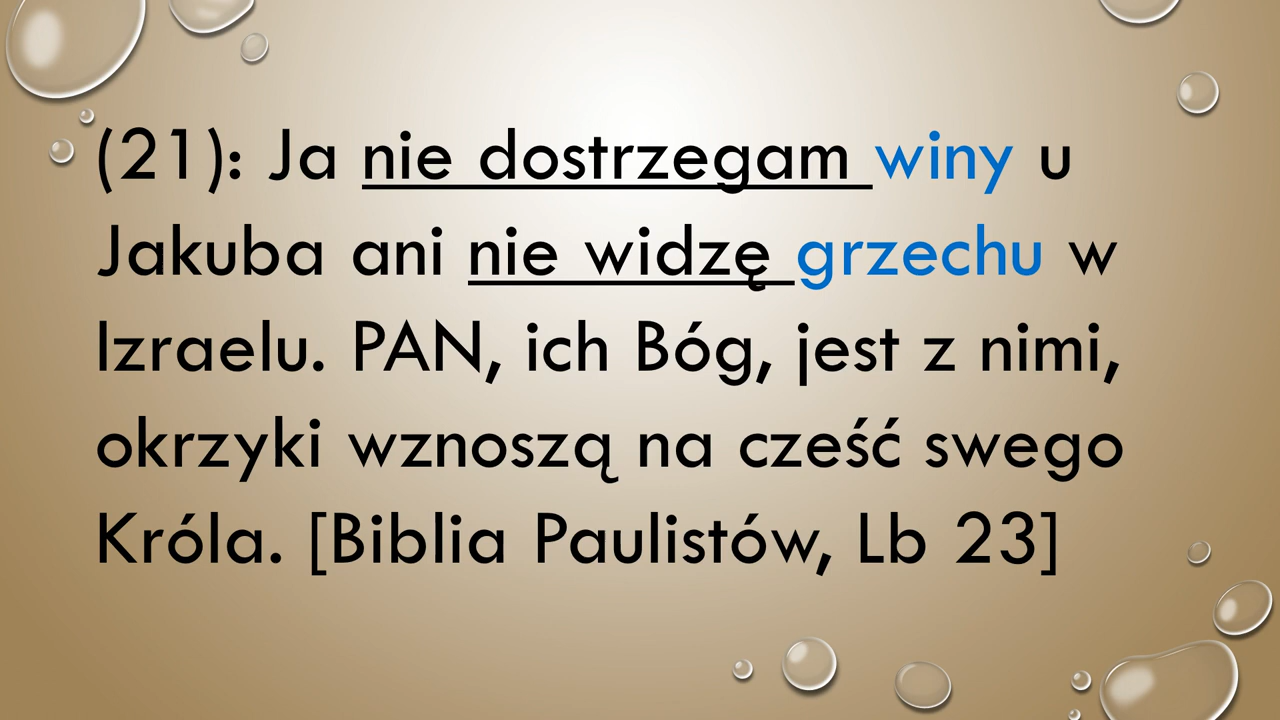 (21): Ja nie dostrzegam winy u
Jakuba ani nie widzę grzechu w
Izraelu. PAN, ich Bóg, jest z nimi,
okrzyki wznoszą na cześć swego
Króla. [Biblia Paulistów, Lb 23]